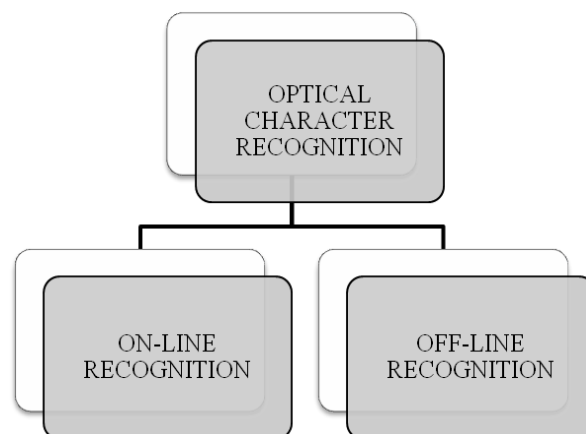 OPTICAL
CHARACTER
RECOGNITION
ON-LINE
RECOGNITION
OFF-LINE
RECOGNITION